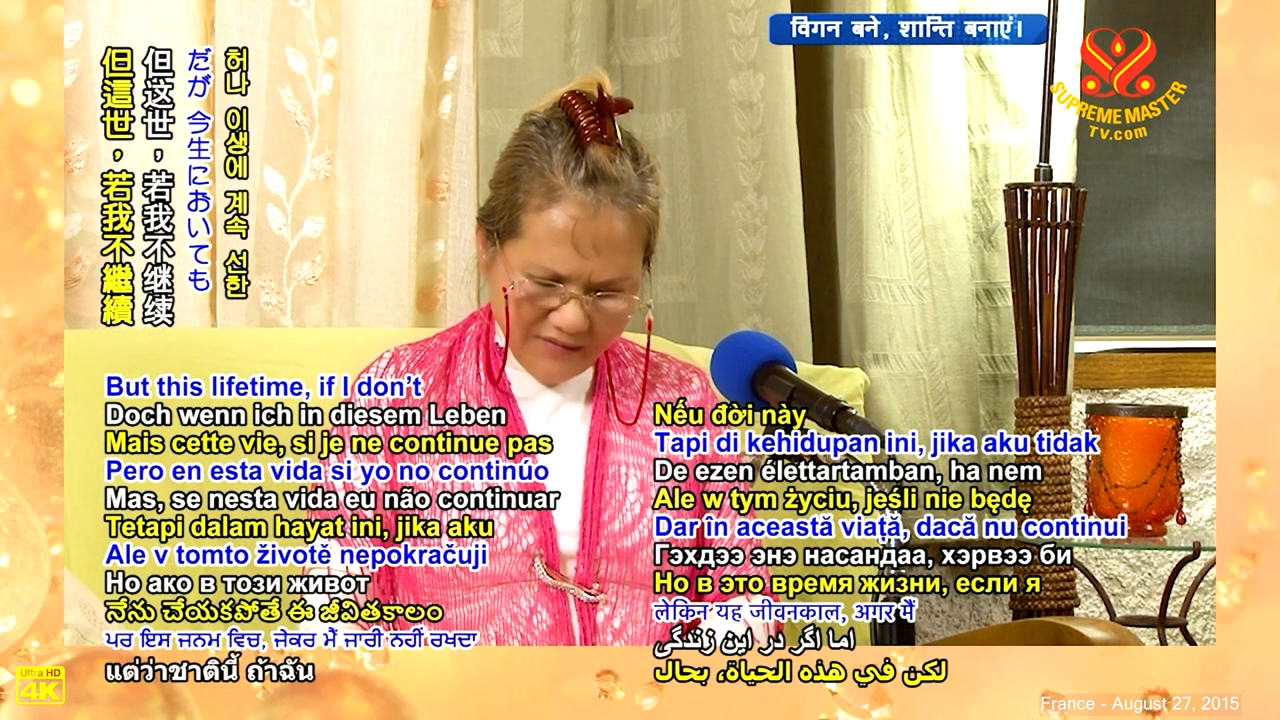 विगन बने, शान्ति बनाएं।
SUPREME MASTER
TV.com
但這世，若我不繼續
但这世，若我不继续
だが 今生においても
허나 이생에 계속 선한
But this lifetime, if I don’t
Doch wenn ich in diesem Leben
Mais cette vie, si je ne continue pas
Pero en esta vida si yo no continúo
Mas, se nesta vida eu não continuar
Tetapi dalam hayat ini, jika aku
Ale v tomto životě nepokračuji
Но ако в този живот
నేను చేయకపోతే ఈ జీవితకాలం
ਪਰ ਇਸ ਜਨਮ ਵਿਚ, ਜੇਕਰ ਮੈਂ ਜਾਰੀ ਨਹੀਂ ਰਖਦਾ
แต่ว่าชาตินี้ ถ้าฉัน
Nếu đời này
Tapi di kehidupan ini, jika aku tidak
De ezen élettartamban, ha nem
Ale w tym życiu, jeśli nie będę
Dar în această viață, dacă nu continui
Гэхдээ энэ насандаа, хэрвээ би
Но в это время жизни, если я
लेकिन यह जीवनकाल, अगर मैं
اما اگر در این زندگی
لكن في هذه الحياة، بحال
Ultra HD
4K
France - August 27, 2015